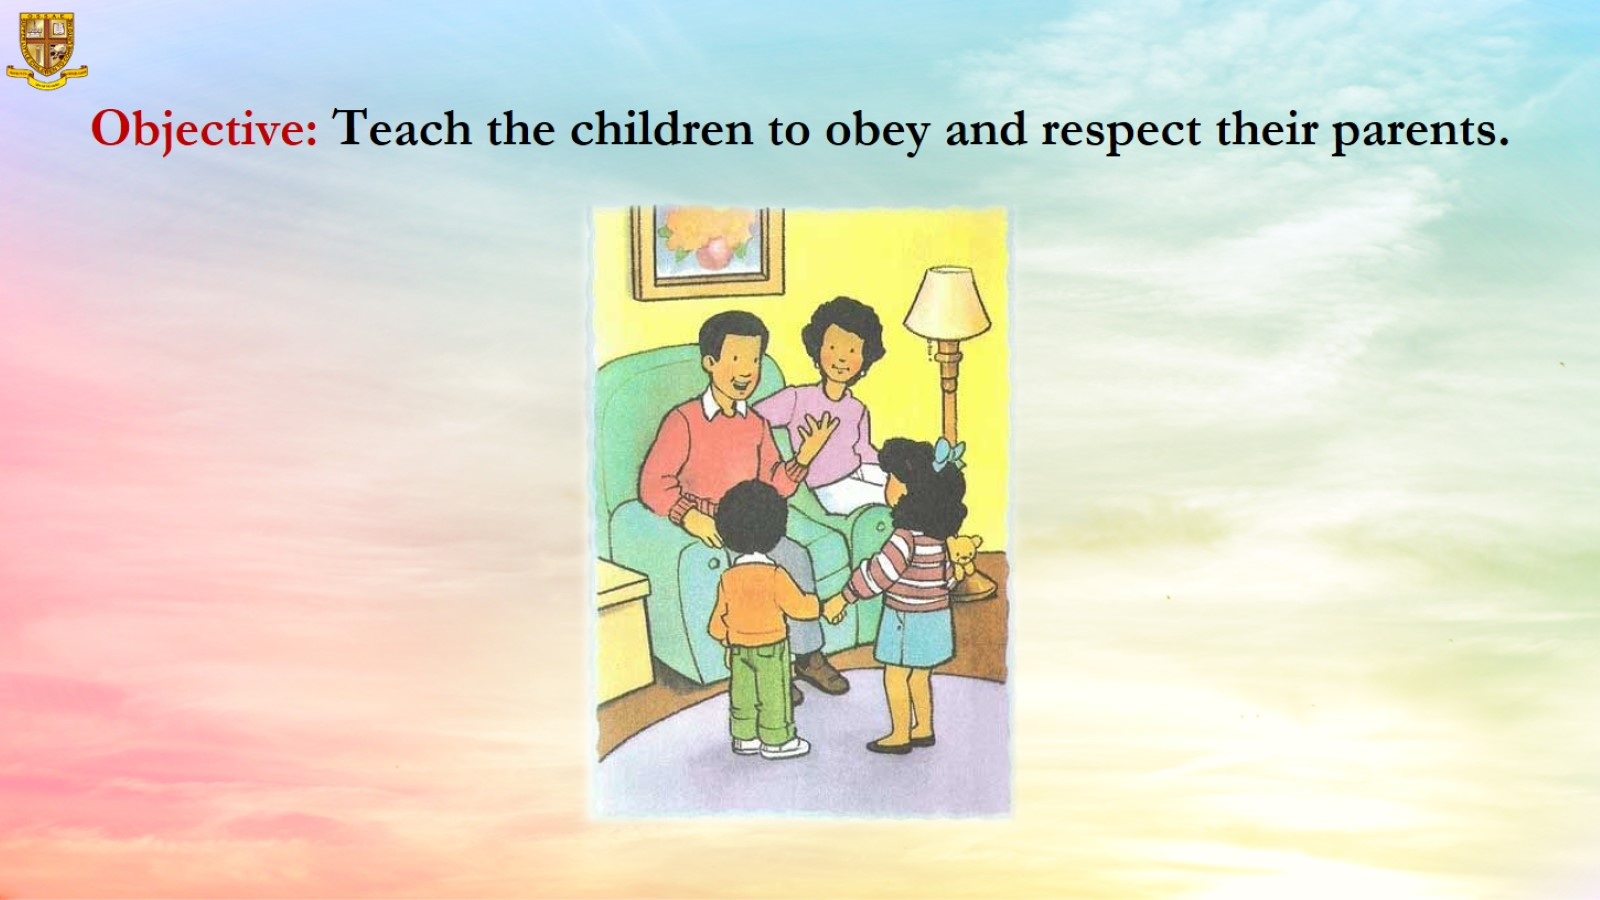 O.S.S.A.E.
Objective: Teach the children to obey and respect their parents.